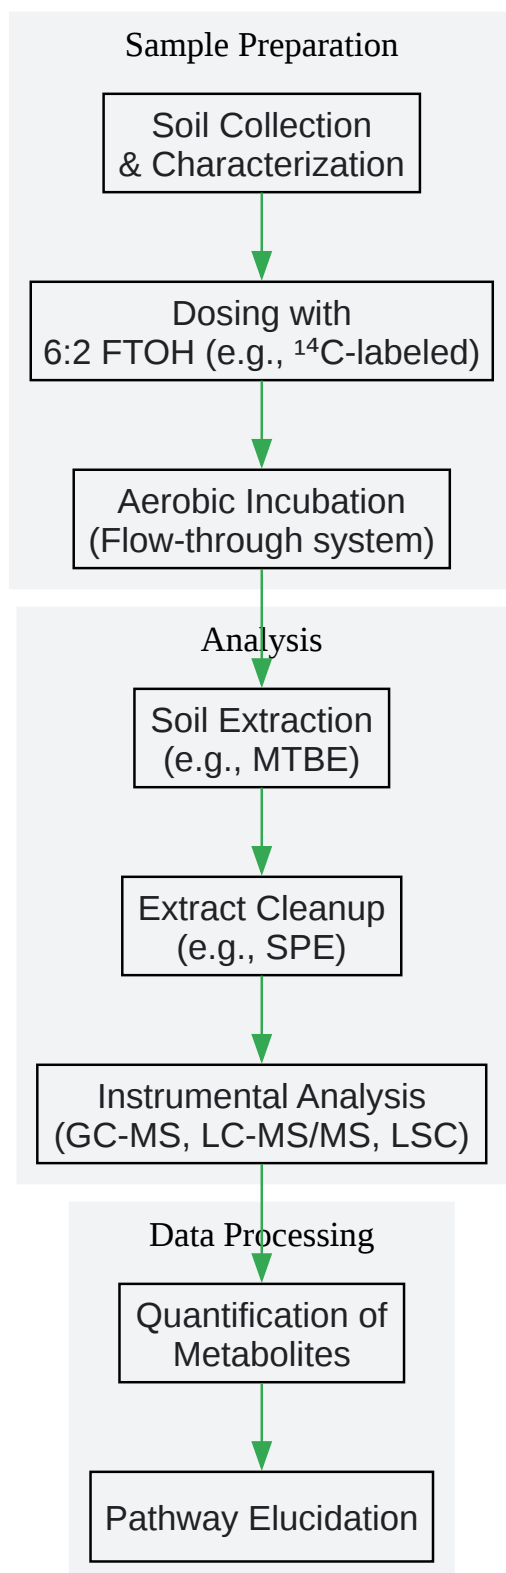 Sample Preparation
Soil Collection
& Characterization
Dosing with
6:2 FTOH (e.g., ¹⁴C-labeled)
Aerobic Incubation
(Flow-through system)
Analysis
Soil Extraction
(e.g., MTBE)
Extract Cleanup
(e.g., SPE)
Instrumental Analysis
(GC-MS, LC-MS/MS, LSC)
Data Processing
Quantification of
Metabolites
Pathway Elucidation